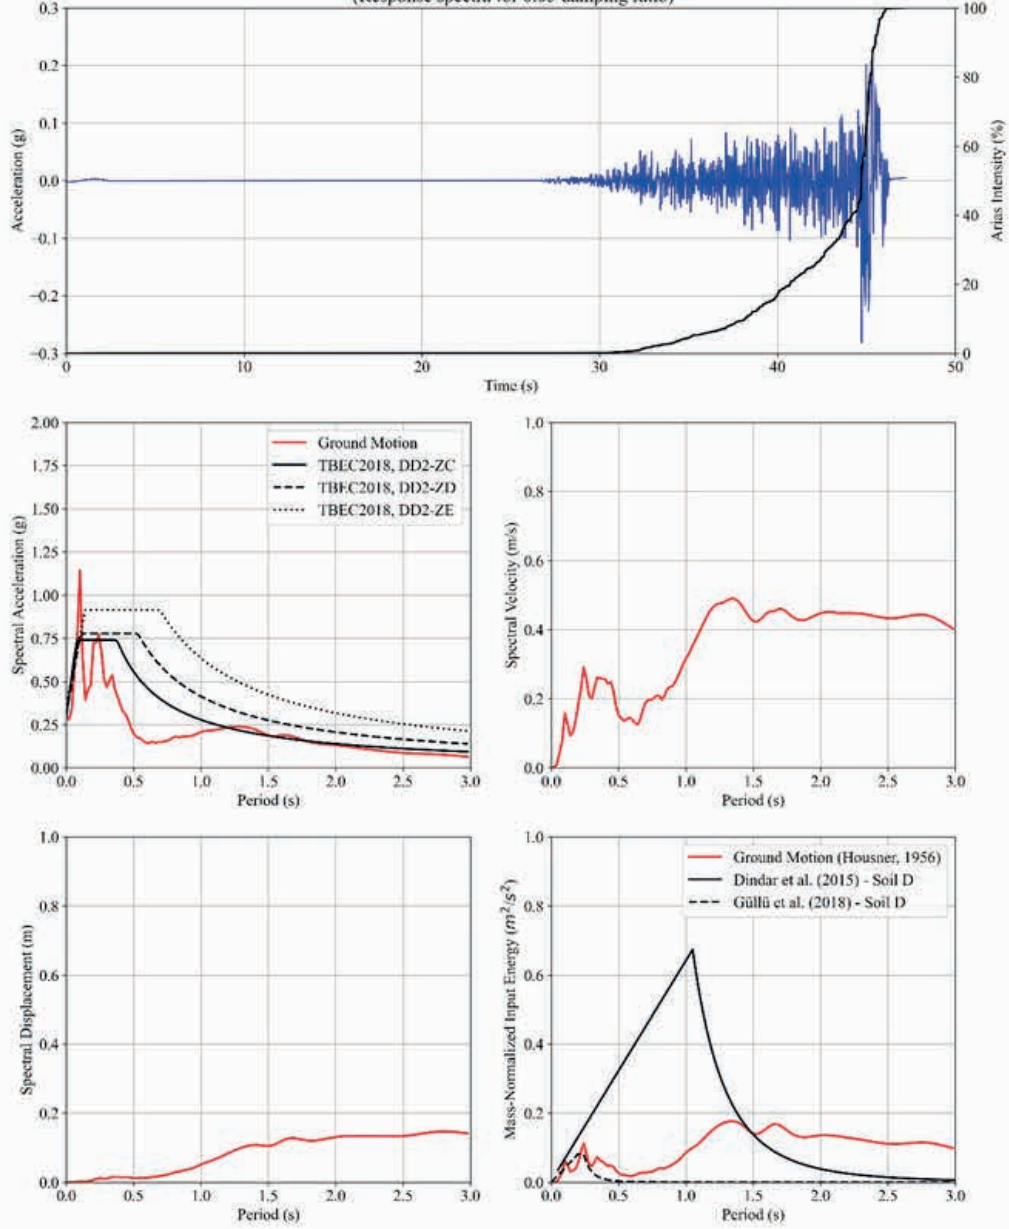 (Response spectra for 0.05 damping ratio)
0.3
0.2
0.1
0.0
−0.1
−0.2
−0.3
Acceleration (g)
100
80
60
40
20
0
Arias Intensity (%)
0 10 20 30 40 50
Time (s)
2.00
1.75
1.50
1.25
1.00
0.75
0.50
0.25
0.00
Spectral Acceleration (g)
Ground Motion
TBEC2018, DD2-ZC
TBEC2018, DD2-ZD
TBEC2018, DD2-ZE
0.0 0.5 1.0 1.5 2.0 2.5 3.0
Period (s)
1.0
0.8
0.6
0.4
0.2
0.0
Spectral Velocity (m/s)
0.0 0.5 1.0 1.5 2.0 2.5 3.0
Period (s)
1.0
0.8
0.6
0.4
0.2
0.0
Spectral Displacement (m)
0.0 0.5 1.0 1.5 2.0 2.5 3.0
Period (s)
1.0
0.8
0.6
0.4
0.2
0.0
Mass-Normalized Input Energy (m²/s²)
Ground Motion (Housner, 1956)
Dindar et al. (2015) - Soil D
Güllü et al. (2018) - Soil D
0.0 0.5 1.0 1.5 2.0 2.5 3.0
Period (s)